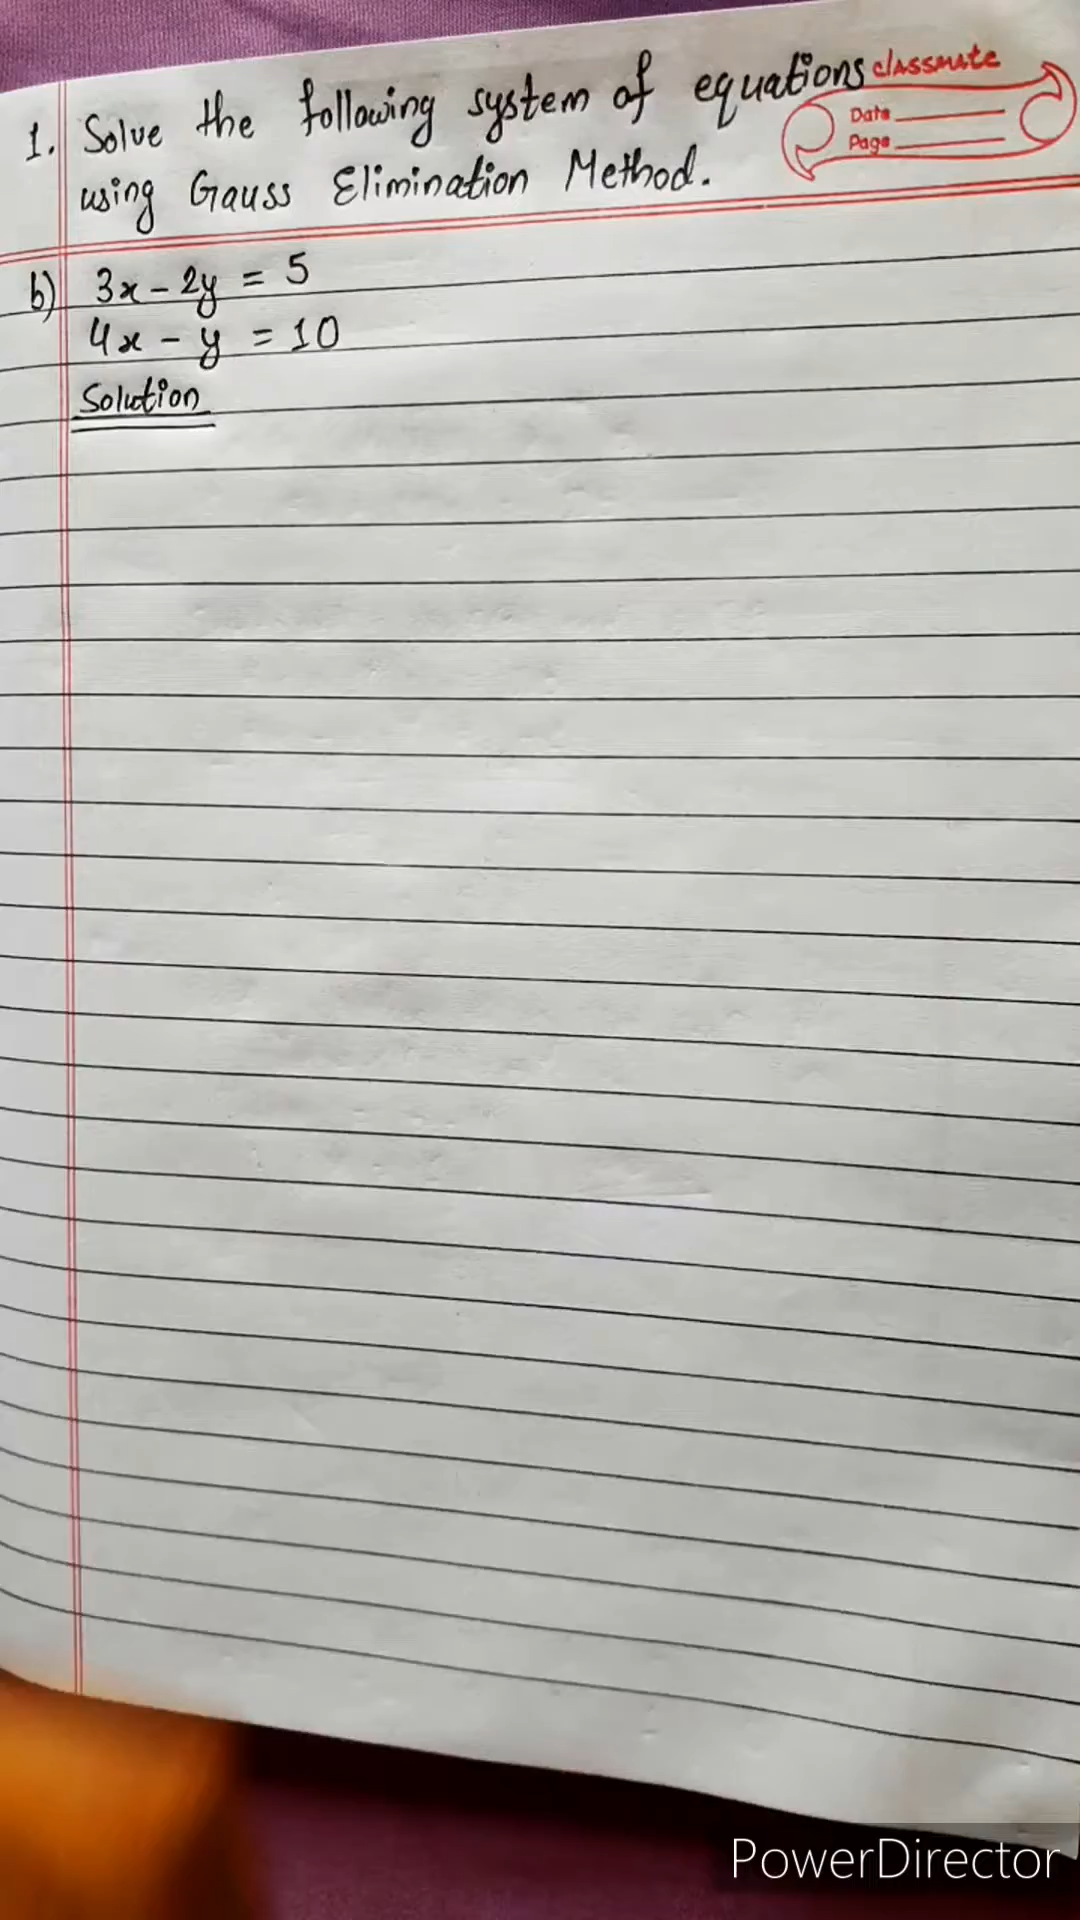 classmate
Date
Page
1. Solve the following system of equations
using Gauss Elimination Method.
b) 3x - 2y = 5
4x - y = 10
Solution
PowerDirector